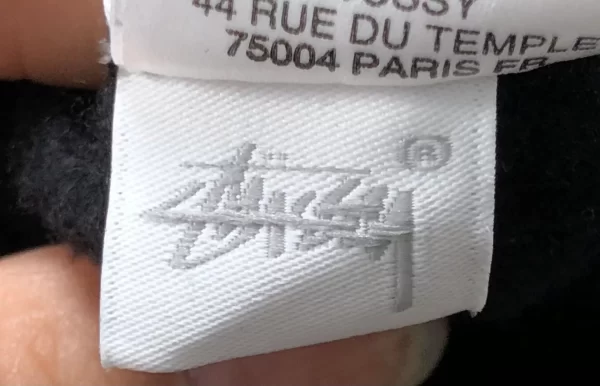 44 RUE DU TEMPLE
75004 PARIS FR
Stüssy ®